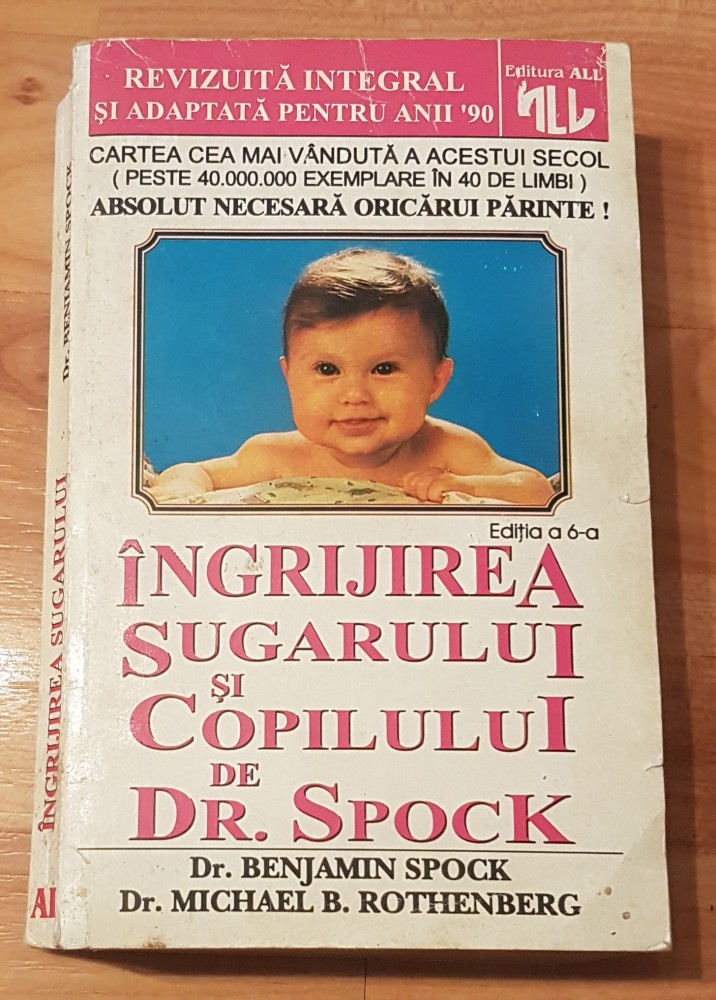 REVIZUITĂ INTEGRAL
ȘI ADAPTATĂ PENTRU ANII '90
Editura ALL
ALL
CARTEA CEA MAI VÂNDUTĂ A ACESTUI SECOL
( PESTE 40.000.000 EXEMPLARE ÎN 40 DE LIMBI )
ABSOLUT NECESARĂ ORICĂRUI PĂRINTE !
Ediția a 6-a
ÎNGRIJIREA
SUGARULUI
ȘI
COPILULUI
DE
DR. SPOCK
Dr. BENJAMIN SPOCK
Dr. MICHAEL B. ROTHENBERG
Dr. BENJAMIN SPOCK
ÎNGRIJIREA SUGARULUI